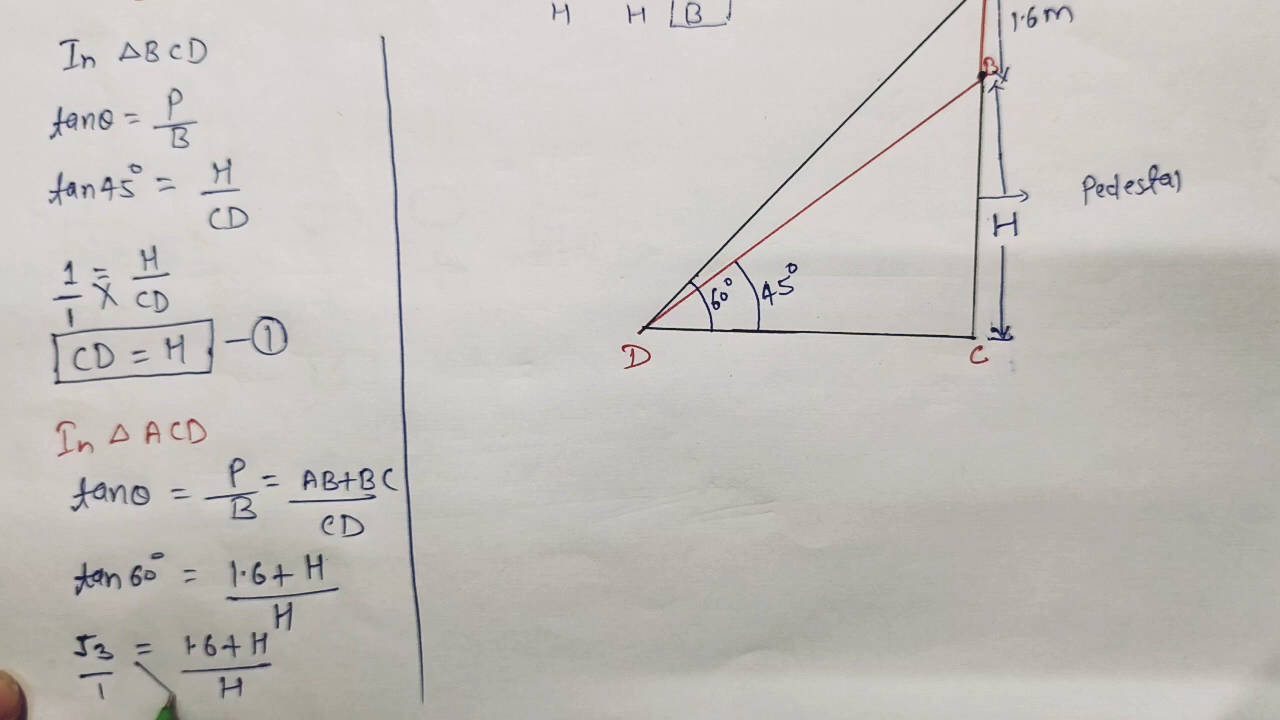 In △BCD
tanθ = P/B
tan45° = H/CD
1/1 = H/CD
CD = H —①
In △ ACD
tanθ = P/B = AB+BC/CD
tan60° = 1.6+H/H
√3/1 = 1.6+H/H
H H B
1.6m
B
Pedestal
H
60° 45°
D C